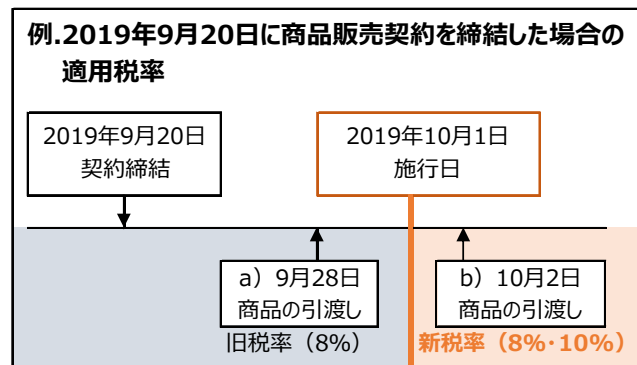 例.2019年9月20日に商品販売契約を締結した場合の
適用税率
2019年9月20日
契約締結
2019年10月1日
施行日
a）9月28日
商品の引渡し
b）10月2日
商品の引渡し
旧税率（8%）
新税率（8%・10%）